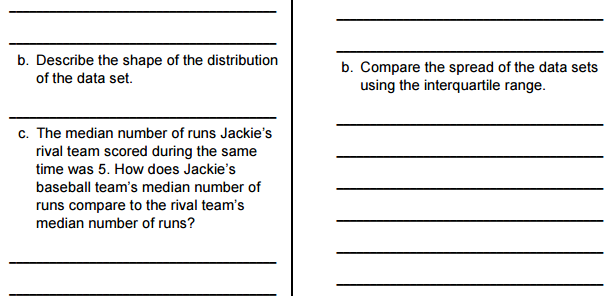 b. Describe the shape of the distribution
of the data set.
c. The median number of runs Jackie's
rival team scored during the same
time was 5. How does Jackie's
baseball team's median number of
runs compare to the rival team's
median number of runs?
b. Compare the spread of the data sets
using the interquartile range.